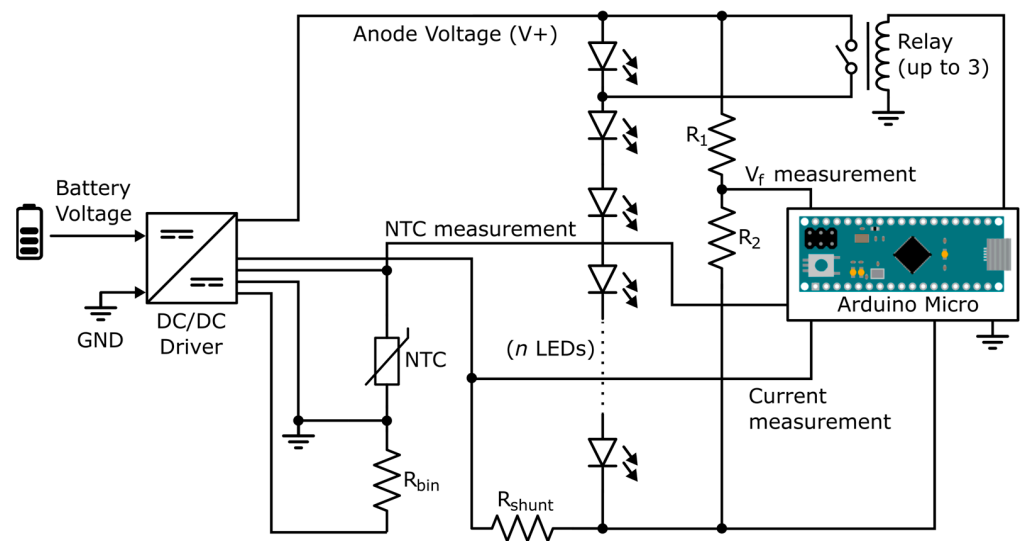 Anode Voltage (V+)
Relay
(up to 3)
R1
Vf measurement
Battery
Voltage
NTC measurement
R2
Arduino Micro
GND
DC/DC
Driver
NTC
(n LEDs)
Current
measurement
Rbin
Rshunt